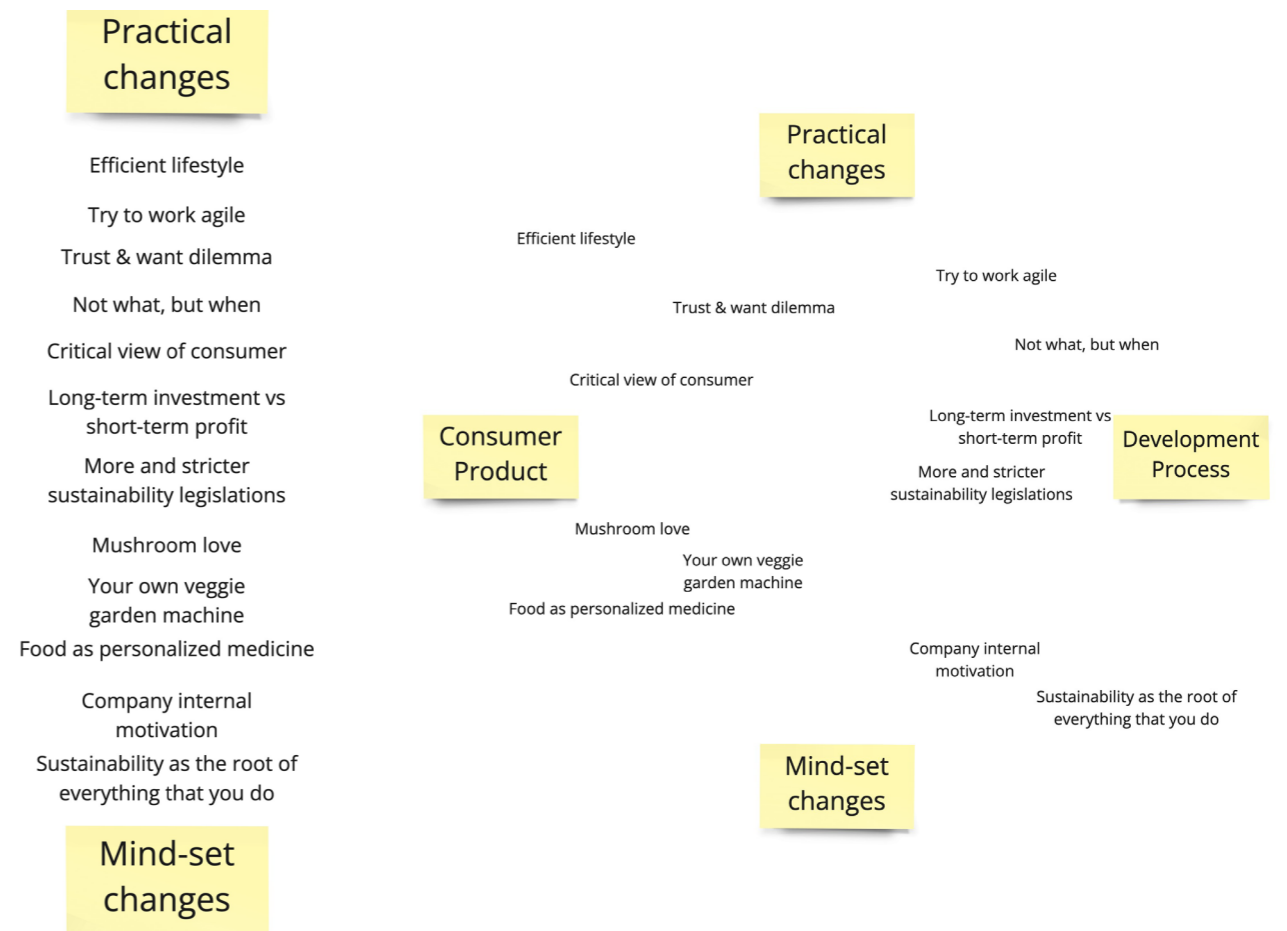 Practical
changes
Efficient lifestyle
Try to work agile
Trust & want dilemma
Not what, but when
Critical view of consumer
Long-term investment vs
short-term profit
More and stricter
sustainability legislations
Mushroom love
Your own veggie
garden machine
Food as personalized medicine
Company internal
motivation
Sustainability as the root of
everything that you do
Mind-set
changes
Practical
changes
Efficient lifestyle
Try to work agile
Trust & want dilemma
Not what, but when
Critical view of consumer
Consumer
Product
Long-term investment vs
short-term profit
More and stricter
sustainability legislations
Development
Process
Mushroom love
Your own veggie
garden machine
Food as personalized medicine
Company internal
motivation
Sustainability as the root of
everything that you do
Mind-set
changes